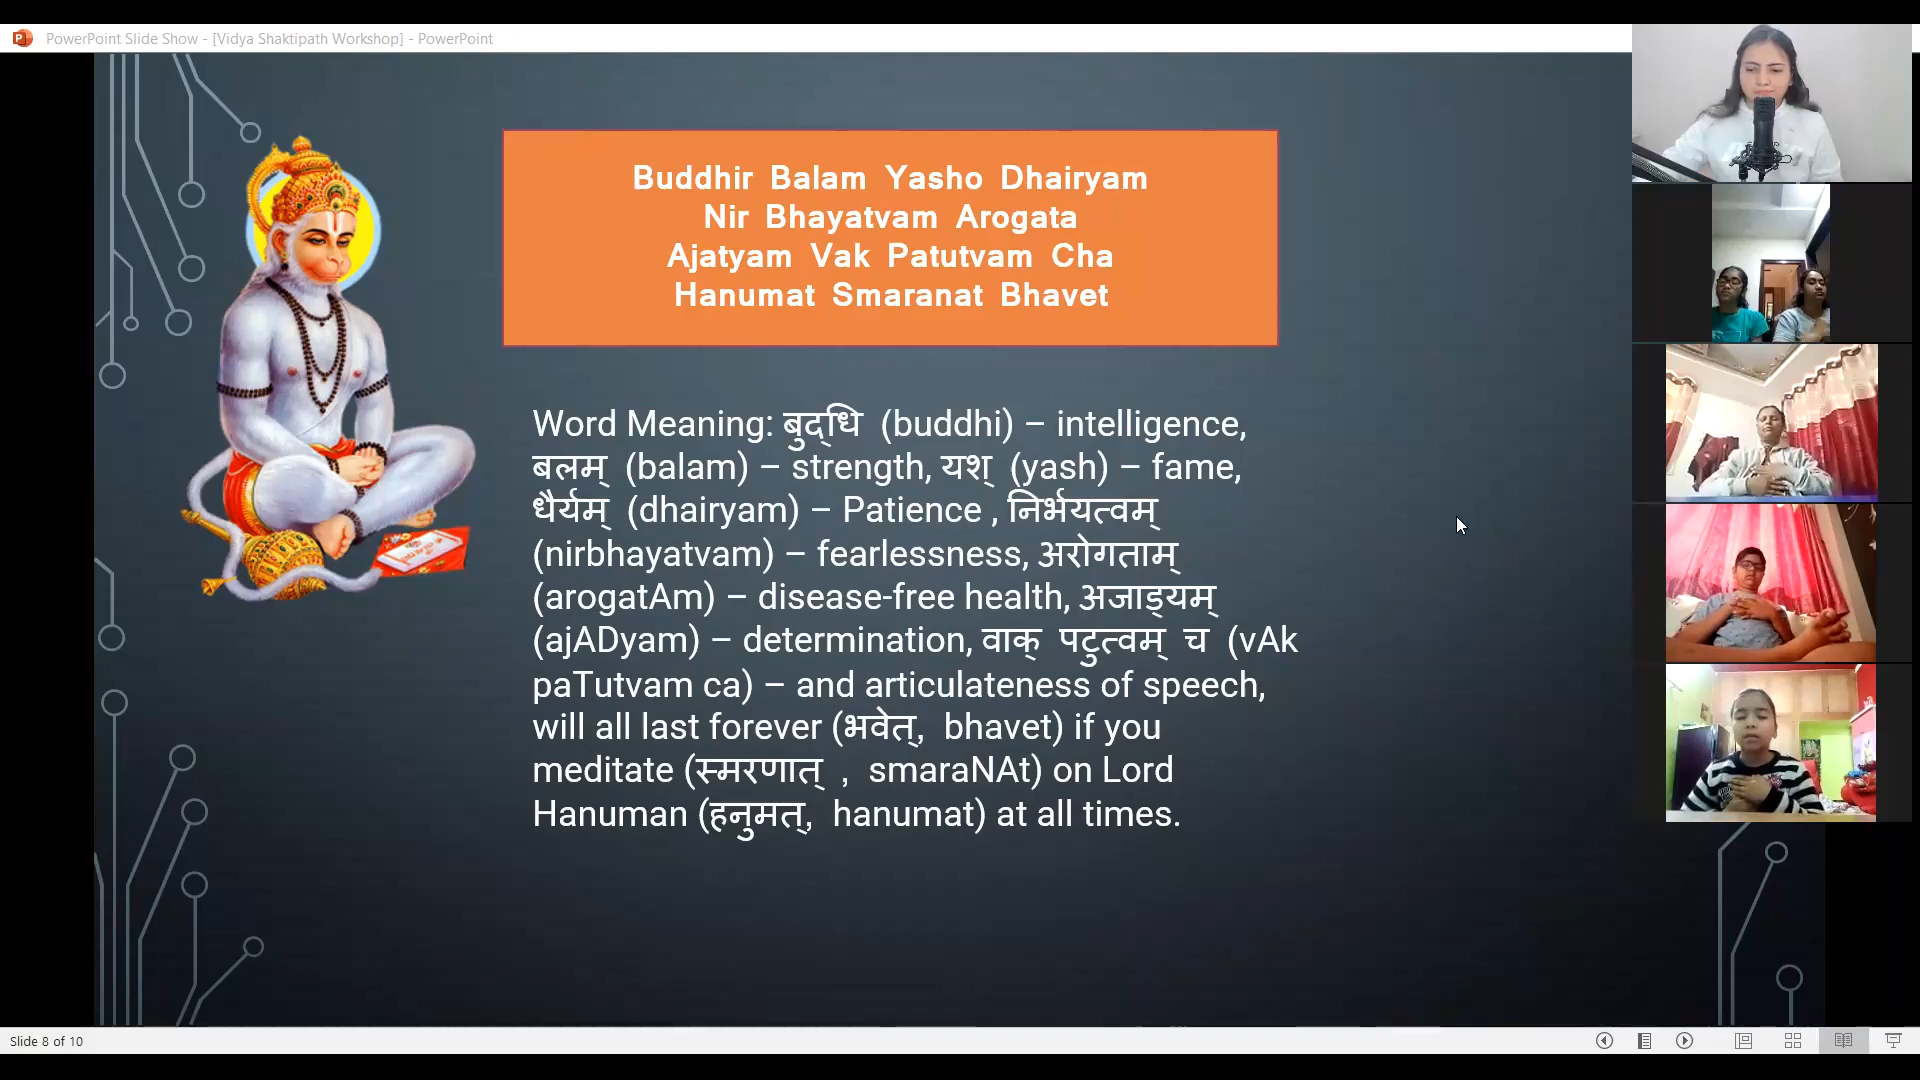 PowerPoint Slide Show - [Vidya Shaktipath Workshop] - PowerPoint
Buddhir Balam Yasho Dhairyam
Nir Bhayatvam Arogata
Ajatyam Vak Patutvam Cha
Hanumat Smaranat Bhavet
Word Meaning: बुद्धि (buddhi) – intelligence,
बलम् (balam) – strength, यश् (yash) – fame,
धैर्यम् (dhairyam) – Patience , निर्भयत्वम्
(nirbhayatvam) – fearlessness, अरोगताम्
(arogatAm) – disease-free health, अजाड्यम्
(ajADyam) – determination, वाक् पटुत्वम् च (vAk
paTutvam ca) – and articulateness of speech,
will all last forever (भवेत्, bhavet) if you
meditate (स्मरणात् , smaraNAt) on Lord
Hanuman (हनुमत्, hanumat) at all times.
Slide 8 of 10